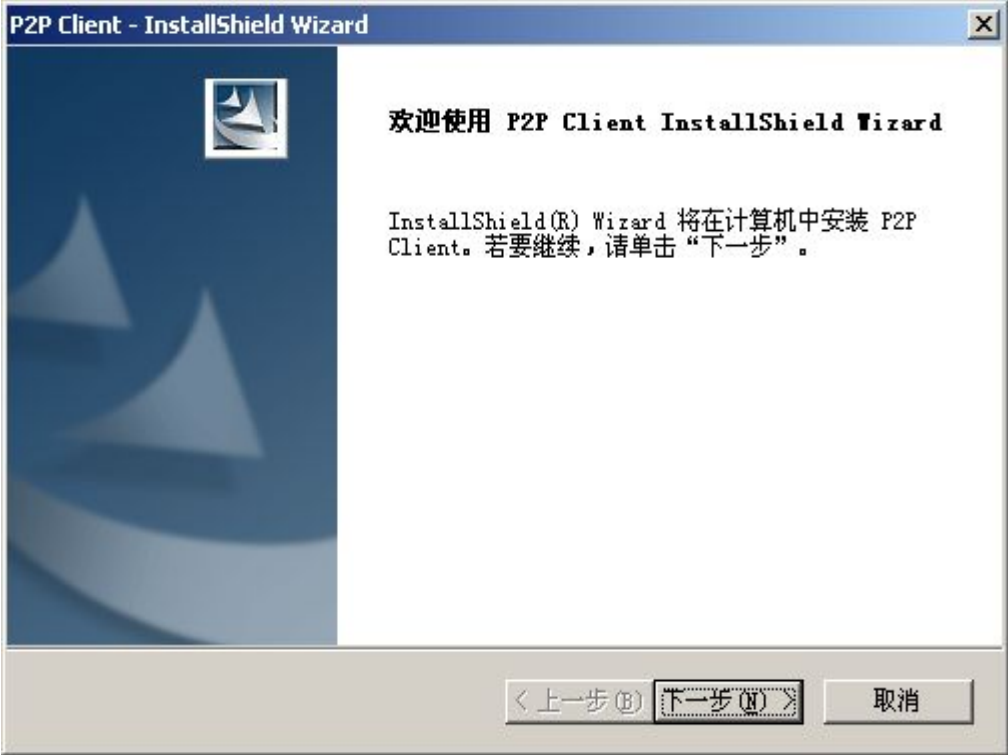 P2P Client - InstallShield Wizard
欢迎使用 P2P Client InstallShield Wizard
InstallShield(R) Wizard 将在计算机中安装 P2P
Client。若要继续，请单击“下一步”。
< 上一步(B)
下一步(N) >
取消